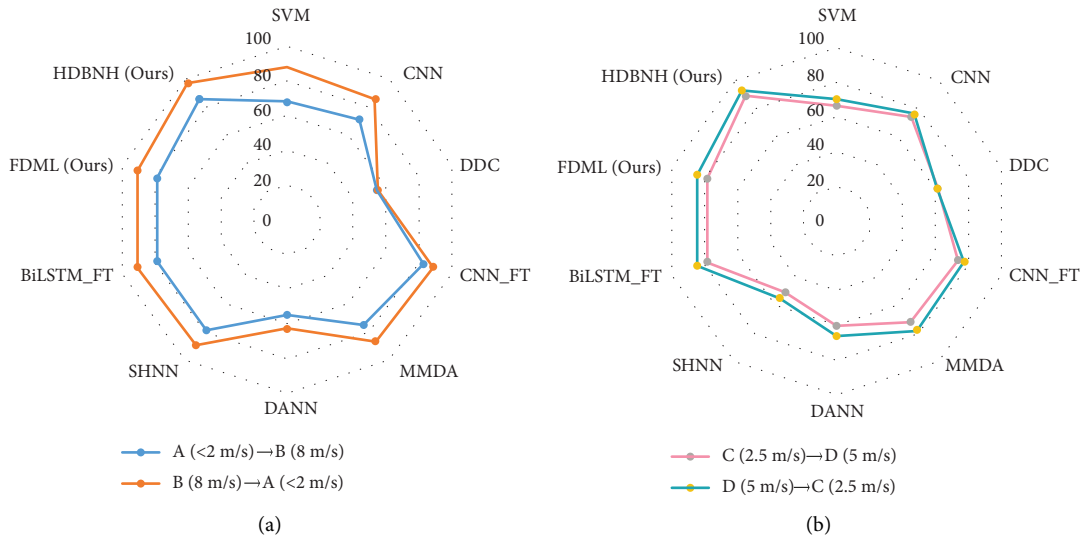 SVM
100
CNN
80
HDBNH (Ours)
60
40
FDML (Ours)
DDC
20
0
BiLSTM_FT
CNN_FT
SHNN
MMDA
DANN
A (<2 m/s)→B (8 m/s)
B (8 m/s)→A (<2 m/s)
(a)
SVM
100
CNN
80
HDBNH (Ours)
60
40
FDML (Ours)
DDC
20
0
BiLSTM_FT
CNN_FT
SHNN
MMDA
DANN
C (2.5 m/s)→D (5 m/s)
D (5 m/s)→C (2.5 m/s)
(b)